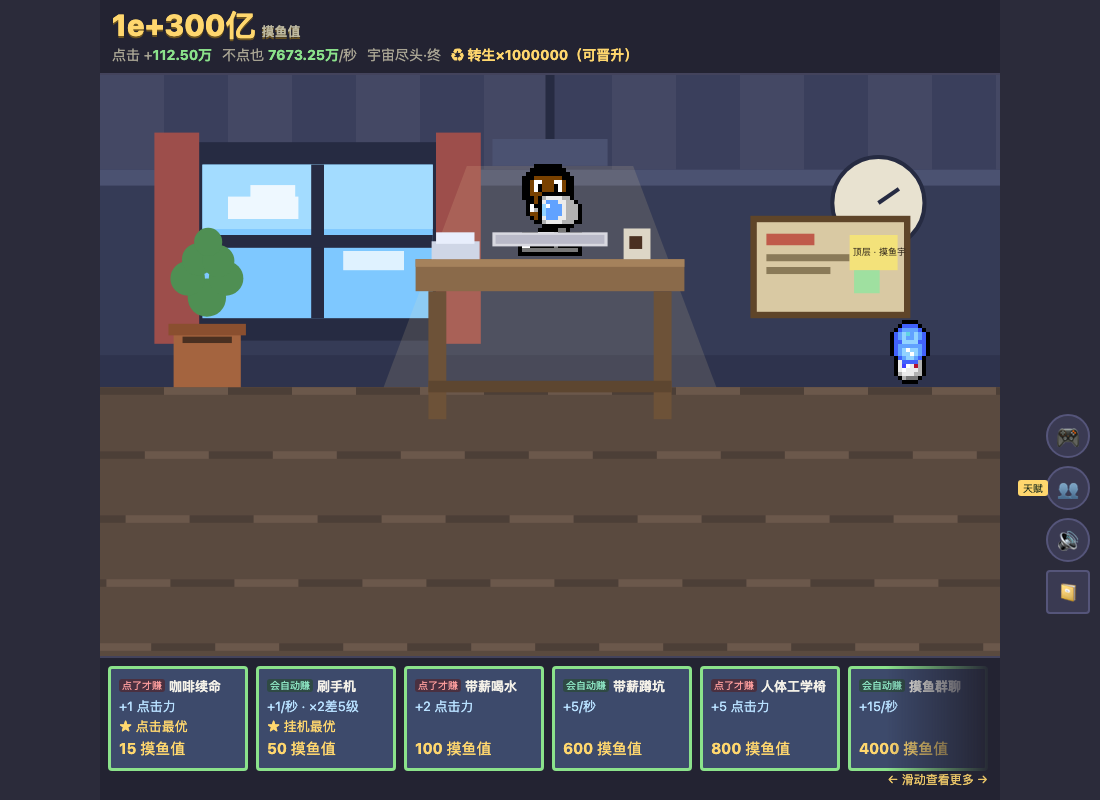 1e+300亿 摸鱼值
点击 +112.50万 不点也 7673.25万/秒 宇宙尽头·终 ♻ 转生×1000000（可晋升）
顶层 · 摸鱼宇
天赋
点了才赚 咖啡续命
+1 点击力
★ 点击最优
15 摸鱼值
会自动赚 刷手机
+1/秒 · ×2差5级
★ 挂机最优
50 摸鱼值
点了才赚 带薪喝水
+2 点击力
100 摸鱼值
会自动赚 带薪蹲坑
+5/秒
600 摸鱼值
点了才赚 人体工学椅
+5 点击力
800 摸鱼值
会自动赚 摸鱼群聊
+15/秒
4000 摸鱼值
← 滑动查看更多 →